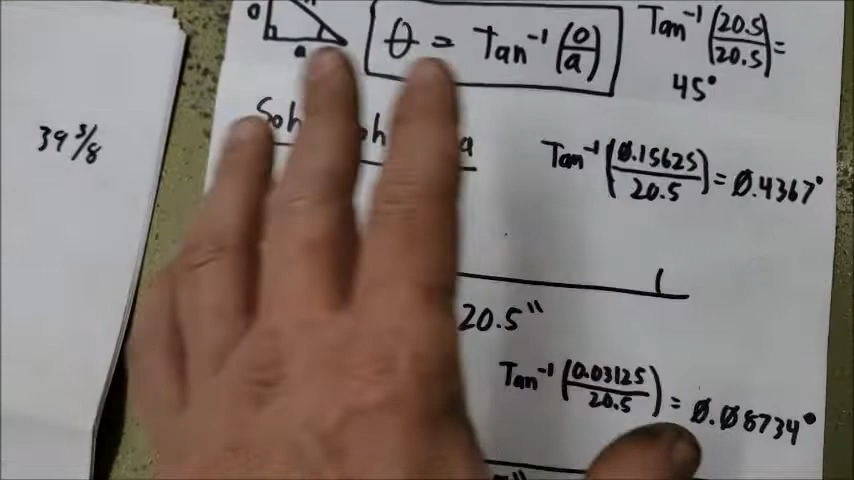 39 3/8
o
a
θ = Tan⁻¹ (o/a)
Tan⁻¹ (20.5/20.5) =
45°
Soh
Tan⁻¹ (0.15625/20.5) = 0.4367°
20.5"
Tan⁻¹ (0.03125/20.5) = 0.08734°